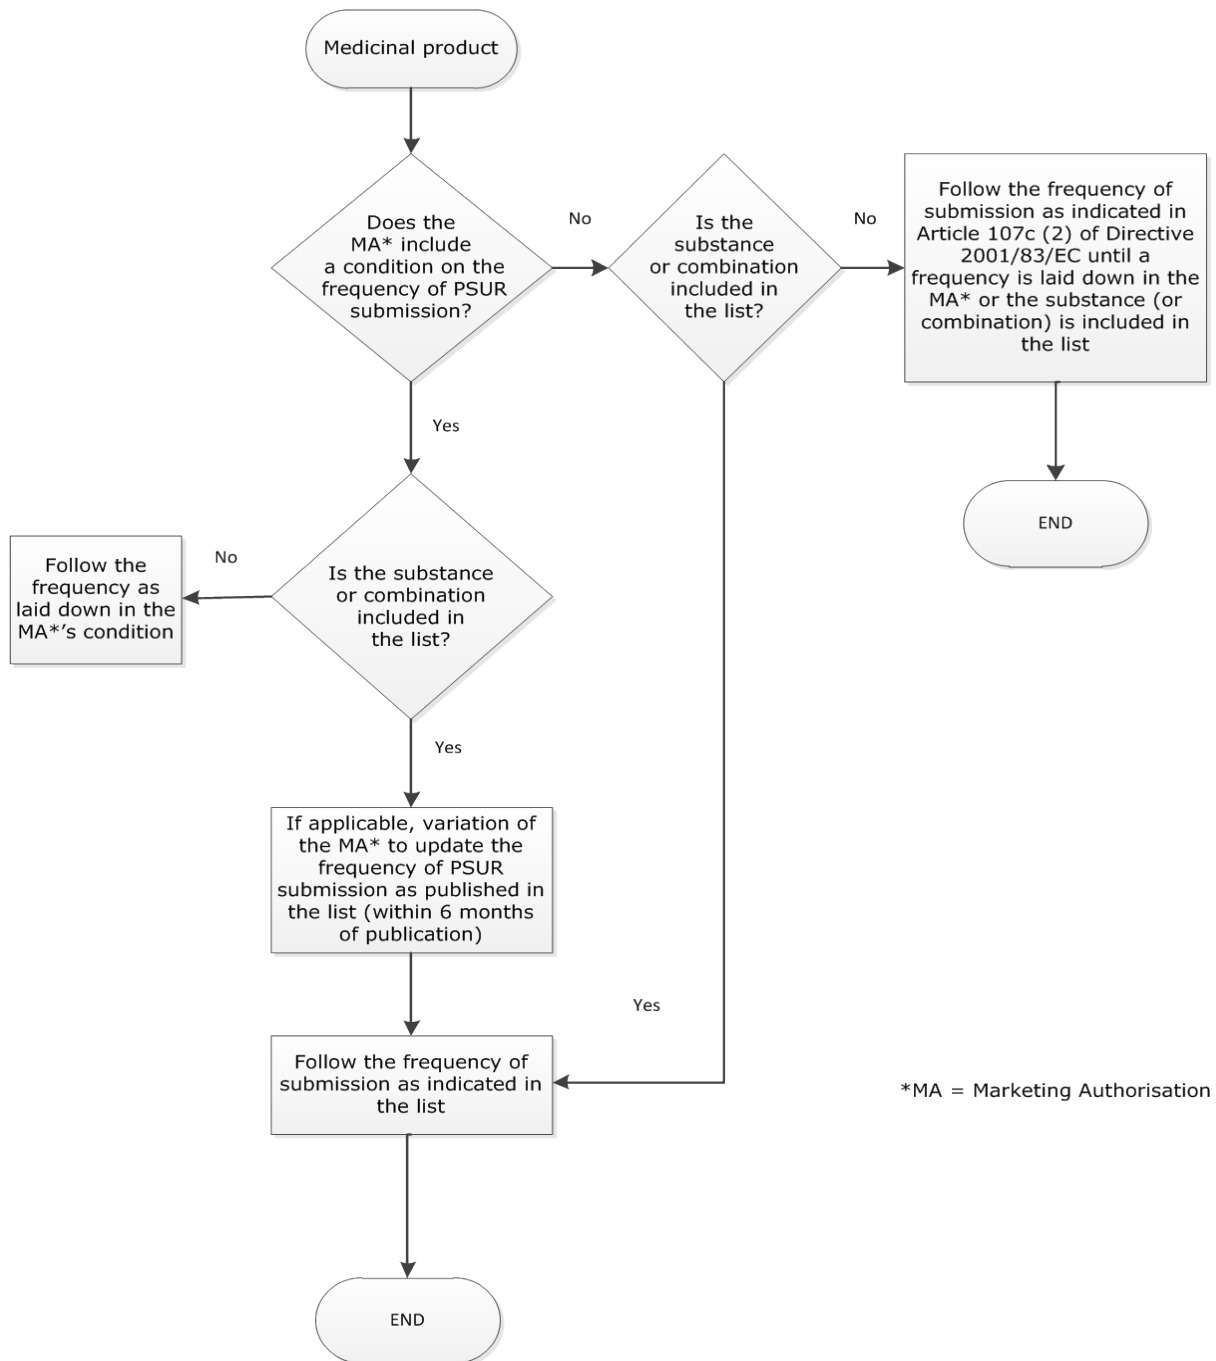 Medicinal product
Does the
MA* include
a condition on the
frequency of PSUR
submission?
No
Is the
substance
or combination
included in
the list?
No
Follow the frequency of
submission as indicated in
Article 107c (2) of Directive
2001/83/EC until a
frequency is laid down in the
MA* or the substance (or
combination) is included in
the list
END
Yes
Is the substance
or combination
included in
the list?
No
Follow the
frequency as
laid down in the
MA*'s condition
Yes
If applicable, variation of
the MA* to update the
frequency of PSUR
submission as published in
the list (within 6 months
of publication)
Yes
Follow the frequency of
submission as indicated in
the list
*MA = Marketing Authorisation
END